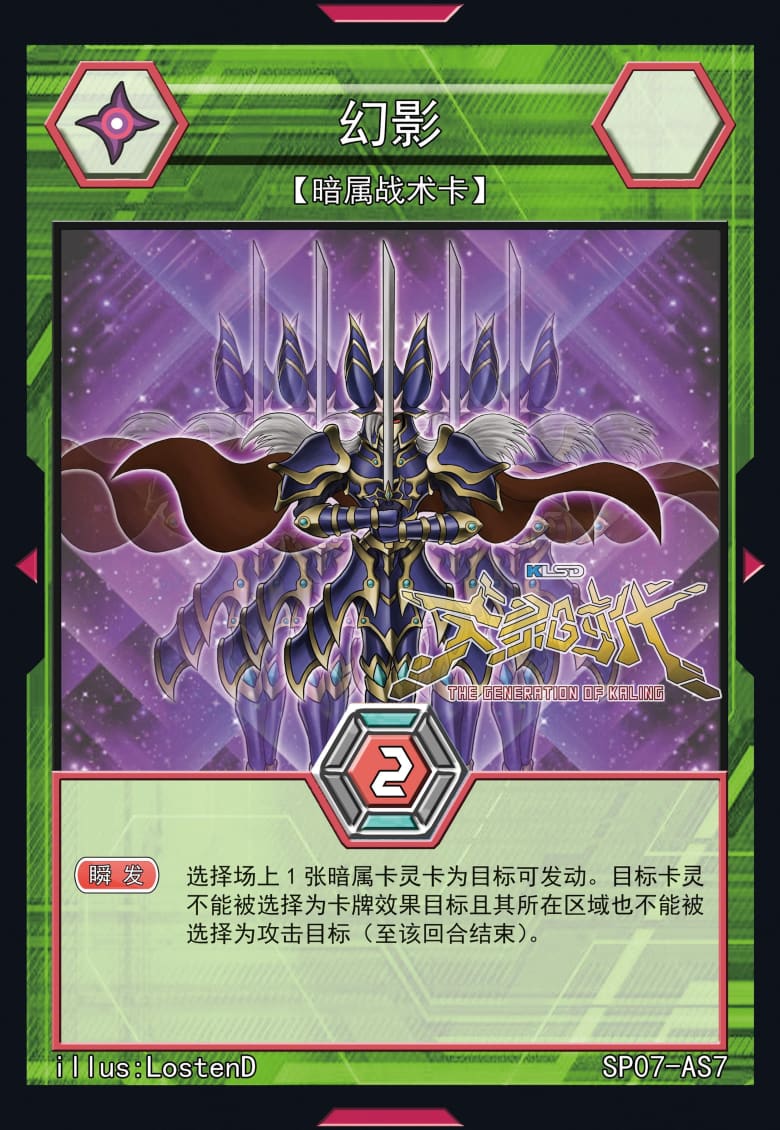 幻影
【暗属战术卡】
KLSD
卡灵时代
THE GENERATION OF KALING
2
瞬发
选择场上1张暗属卡灵卡为目标可发动。目标卡灵
不能被选择为卡牌效果目标且其所在区域也不能被
选择为攻击目标（至该回合结束）。
illus:LostenD
SP07-AS7